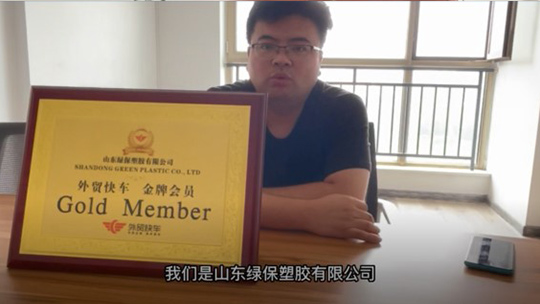 山东绿保塑胶有限公司
SHANDONG GREEN PLASTIC CO., LTD
外贸快车 金牌会员
Gold Member
外贸快车
我们是山东绿保塑胶有限公司